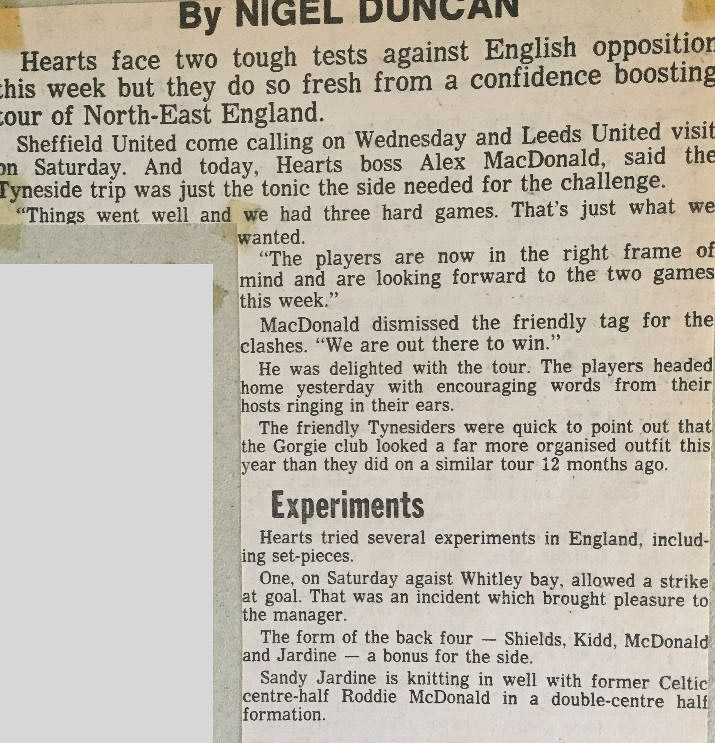 By NIGEL DUNCAN
Hearts face two tough tests against English opposition
this week but they do so fresh from a confidence boosting
tour of North-East England.
Sheffield United come calling on Wednesday and Leeds United visit
on Saturday. And today, Hearts boss Alex MacDonald, said the
Tyneside trip was just the tonic the side needed for the challenge.
“Things went well and we had three hard games. That’s just what we
wanted.
“The players are now in the right frame of
mind and are looking forward to the two games
this week.”
MacDonald dismissed the friendly tag for the
clashes. “We are out there to win.”
He was delighted with the tour. The players headed
home yesterday with encouraging words from their
hosts ringing in their ears.
The friendly Tynesiders were quick to point out that
the Gorgie club looked a far more organised outfit this
year than they did on a similar tour 12 months ago.
Experiments
Hearts tried several experiments in England, includ-
ing set-pieces.
One, on Saturday agaist Whitley bay, allowed a strike
at goal. That was an incident which brought pleasure to
the manager.
The form of the back four — Shields, Kidd, McDonald
and Jardine — a bonus for the side.
Sandy Jardine is knitting in well with former Celtic
centre-half Roddie McDonald in a double-centre half
formation.